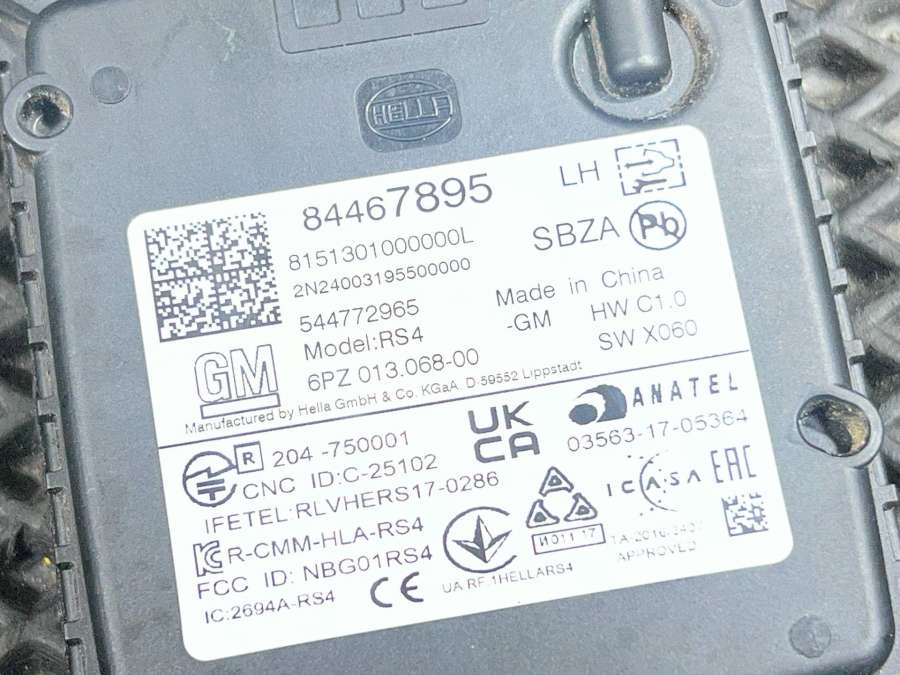 HELLA
84467895
LH
8151301000000L
SBZA
Pb
2N24003195500000
544772965
Made in China
Model:RS4
-GM
HW C1.0
6PZ 013.068-00
SW X060
GM
Manufactured by Hella GmbH & Co. KGaA. D-59552 Lippstadt
R 204-750001
UK
CA
ANATEL
03563-17-05364
CNC ID:C-25102
IFETEL:RLVHERS17-0286
ICASA
EAC
R-CMM-HLA-RS4
011 17
APPROVED
FCC ID: NBG01RS4
CE
UA RF:1HELLARS4
IC:2694A-RS4